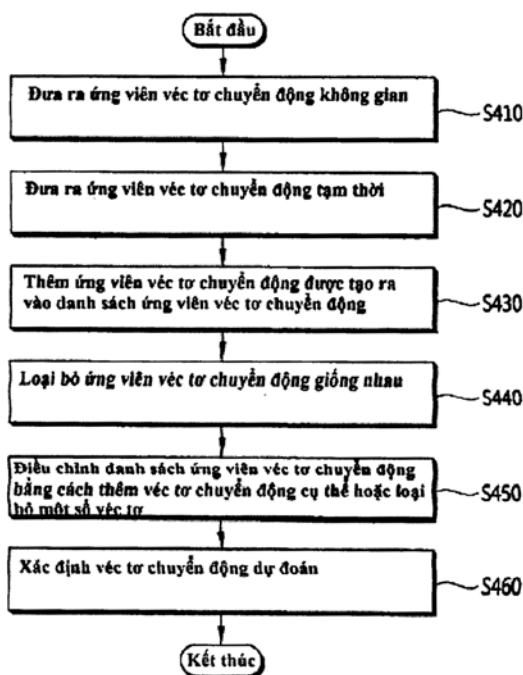 Bắt đầu
Đưa ra ứng viên véc tơ chuyển động không gian
S410
Đưa ra ứng viên véc tơ chuyển động tạm thời
S420
Thêm ứng viên véc tơ chuyển động được tạo ra
vào danh sách ứng viên véc tơ chuyển động
S430
Loại bỏ ứng viên véc tơ chuyển động giống nhau
S440
Điều chỉnh danh sách ứng viên véc tơ chuyển động
bằng cách thêm véc tơ chuyển động cụ thể hoặc loại
bỏ một số véc tơ
S450
Xác định véc tơ chuyển động dự đoán
S460
Kết thúc